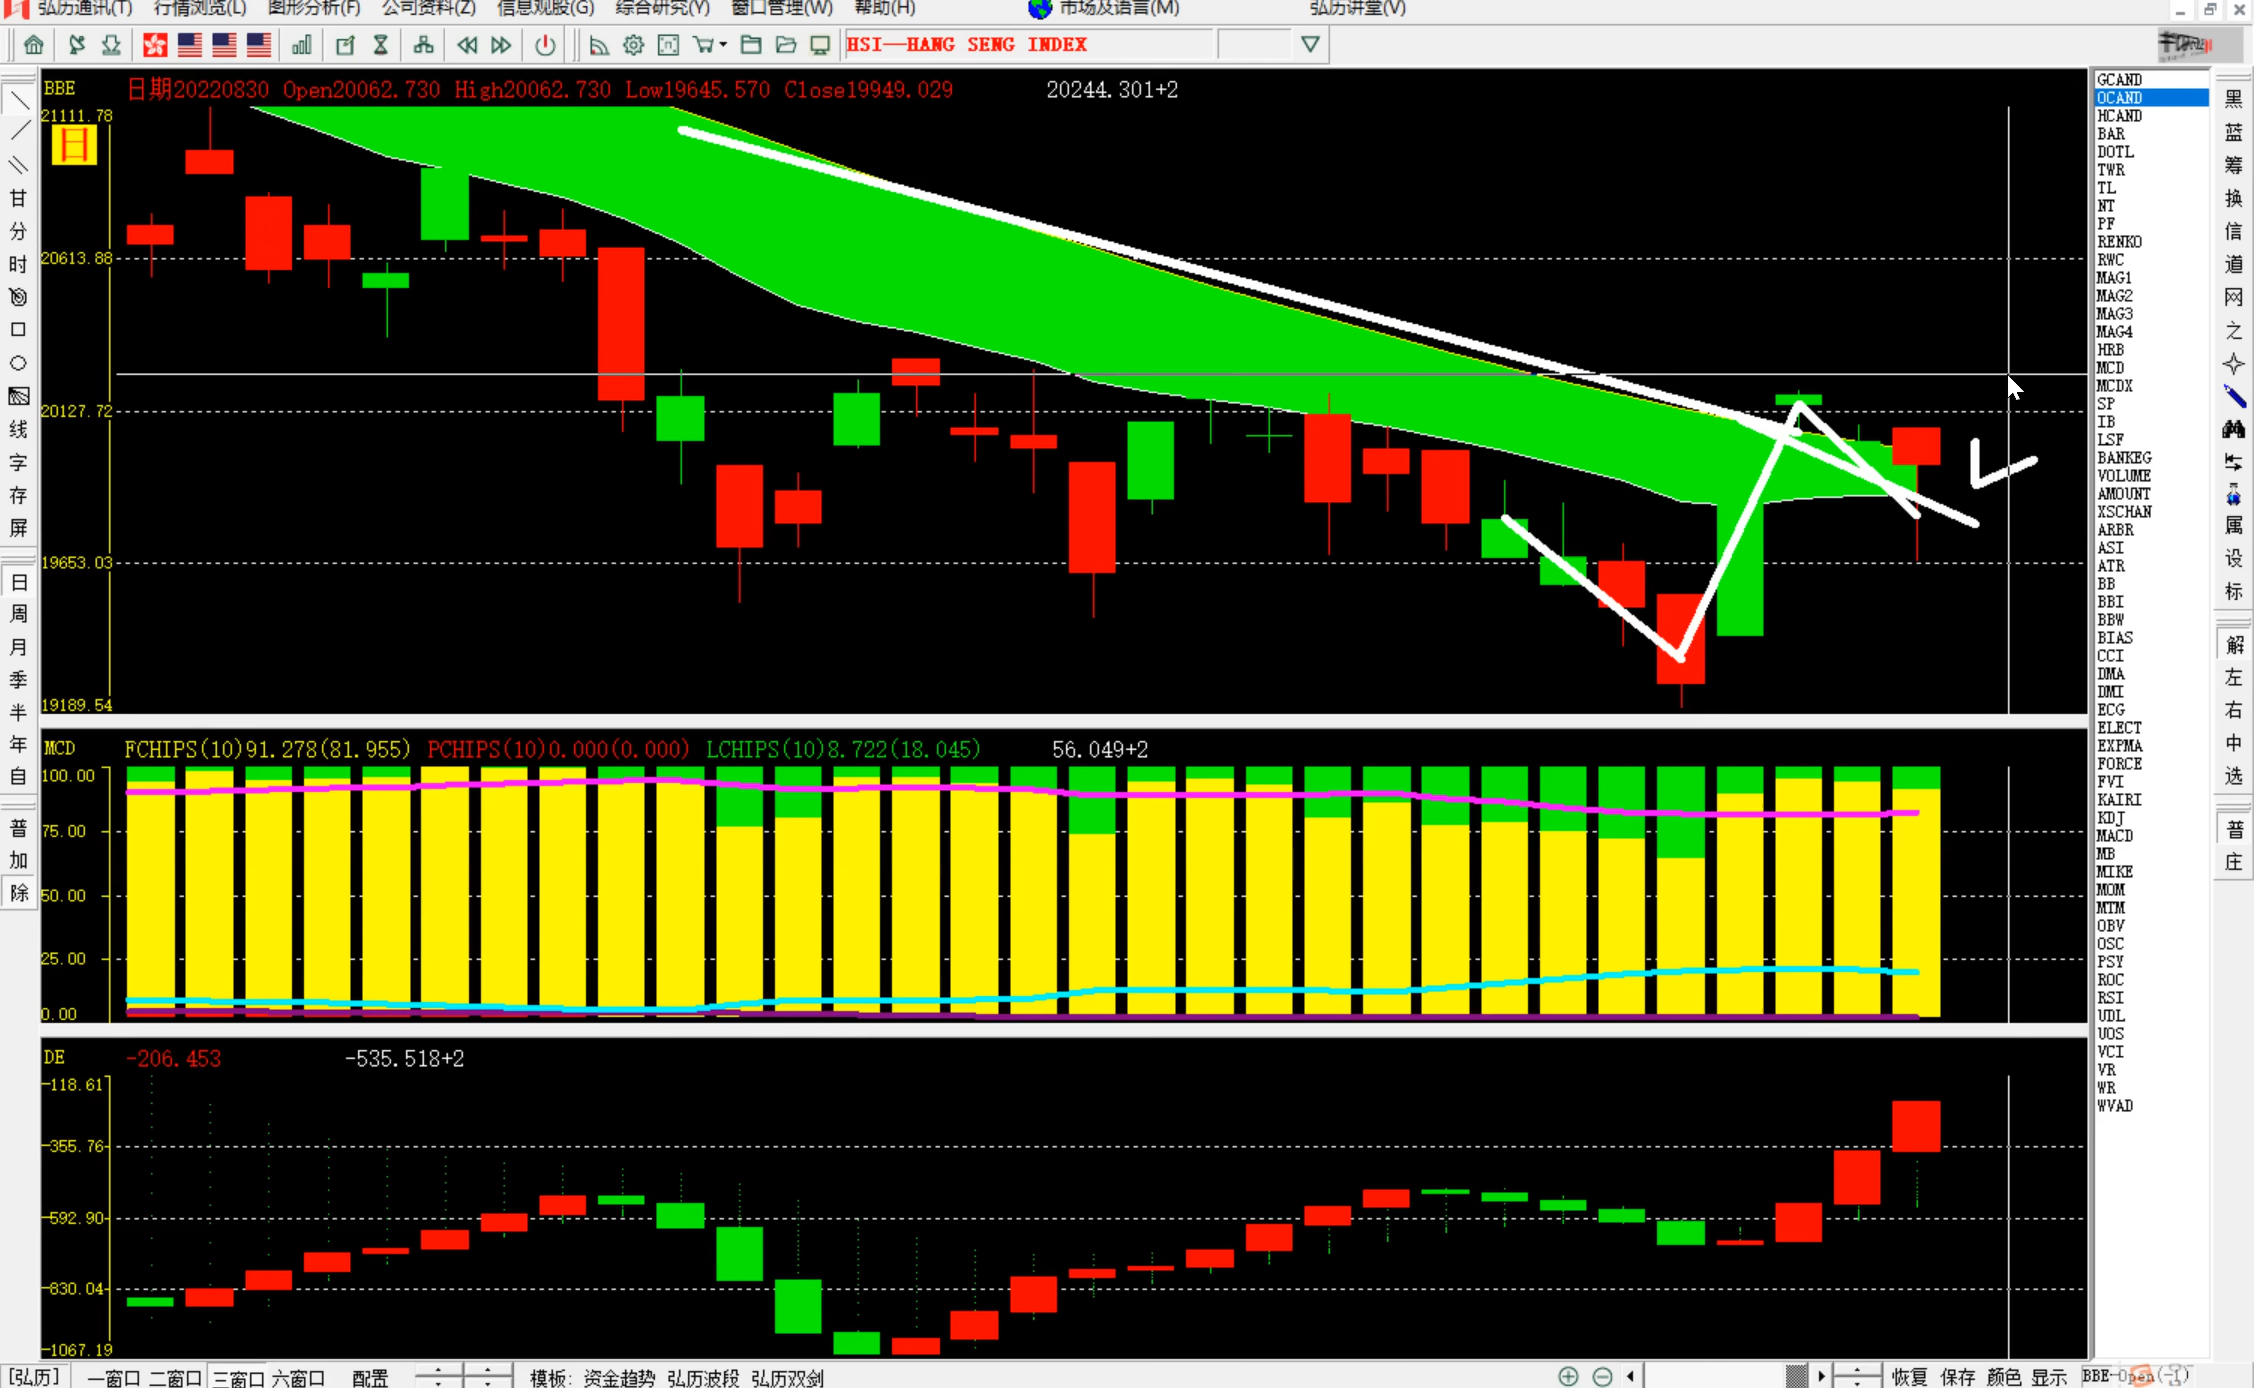 弘历通讯(T) 行情浏览(L) 图形分析(F) 公司资料(Z) 信息观股(G) 综合研究(Y) 窗口管理(W) 帮助(H) 市场及语言(M) 弘历讲堂(V)
HSI—HANG SENG INDEX
BBE 日期20220830 Open20062.730 High20062.730 Low19645.570 Close19949.029 20244.301+2
21111.78
日
20613.88
20127.72
19653.03
19189.54
MCD FCHIPS(10)91.278(81.955) PCHIPS(10)0.000(0.000) LCHIPS(10)8.722(18.045) 56.049+2
100.00
75.00
50.00
25.00
0.00
DE -206.453 -535.518+2
-118.61
-355.76
-592.90
-830.04
-1067.19
甘
分
时
线
字
存
屏
日
周
月
季
半
年
自
普
加
除
GCAND
OCAND
HCAND
BAR
DOTL
TWR
TL
NT
PF
RENKO
RWC
MAG1
MAG2
MAG3
MAG4
HRB
MCD
MCDX
SP
IB
LSF
BANKEG
VOLUME
AMOUNT
XSCHAN
ARBR
ASI
ATR
BB
BBI
BBW
BIAS
CCI
DMA
DMI
ECG
ELECT
EXPMA
FORCE
FVI
KAIRI
KDJ
MACD
MB
MIKE
MOM
MTM
OBV
OSC
PSY
ROC
RSI
UDL
UOS
VCI
VR
WR
WVAD
黑
蓝
筹
换
信
道
网
之
属
设
标
解
左
右
中
选
普
庄
[弘历] 一窗口 二窗口 三窗口 六窗口 配置 模板: 资金趋势 弘历波段 弘历双剑 恢复 保存 颜色 显示 BBE-Open